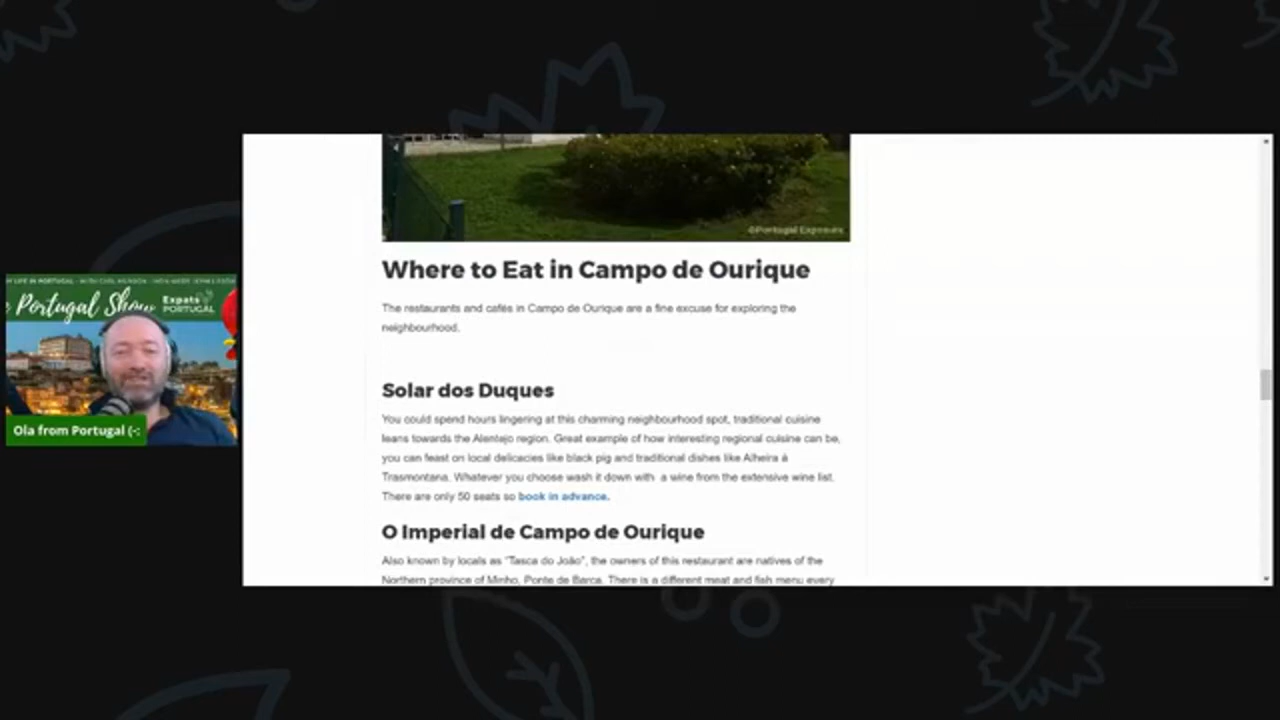 Portugal Show
Expats
PORTUGAL
Ola from Portugal (-:
©Portugal Exposure
Where to Eat in Campo de Ourique
The restaurants and cafés in Campo de Ourique are a fine excuse for exploring the
neighbourhood.
Solar dos Duques
You could spend hours lingering at this charming neighbourhood spot, traditional cuisine
leans towards the Alentejo region. Great example of how interesting regional cuisine can be,
you can feast on local delicacies like black pig and traditional dishes like Alheira à
Trasmontana. Whatever you choose wash it down with a wine from the extensive wine list.
There are only 50 seats so book in advance.
O Imperial de Campo de Ourique
Also known by locals as "Tasca do João", the owners of this restaurant are natives of the
Northern province of Minho, Ponte de Barca. There is a different meat and fish menu every